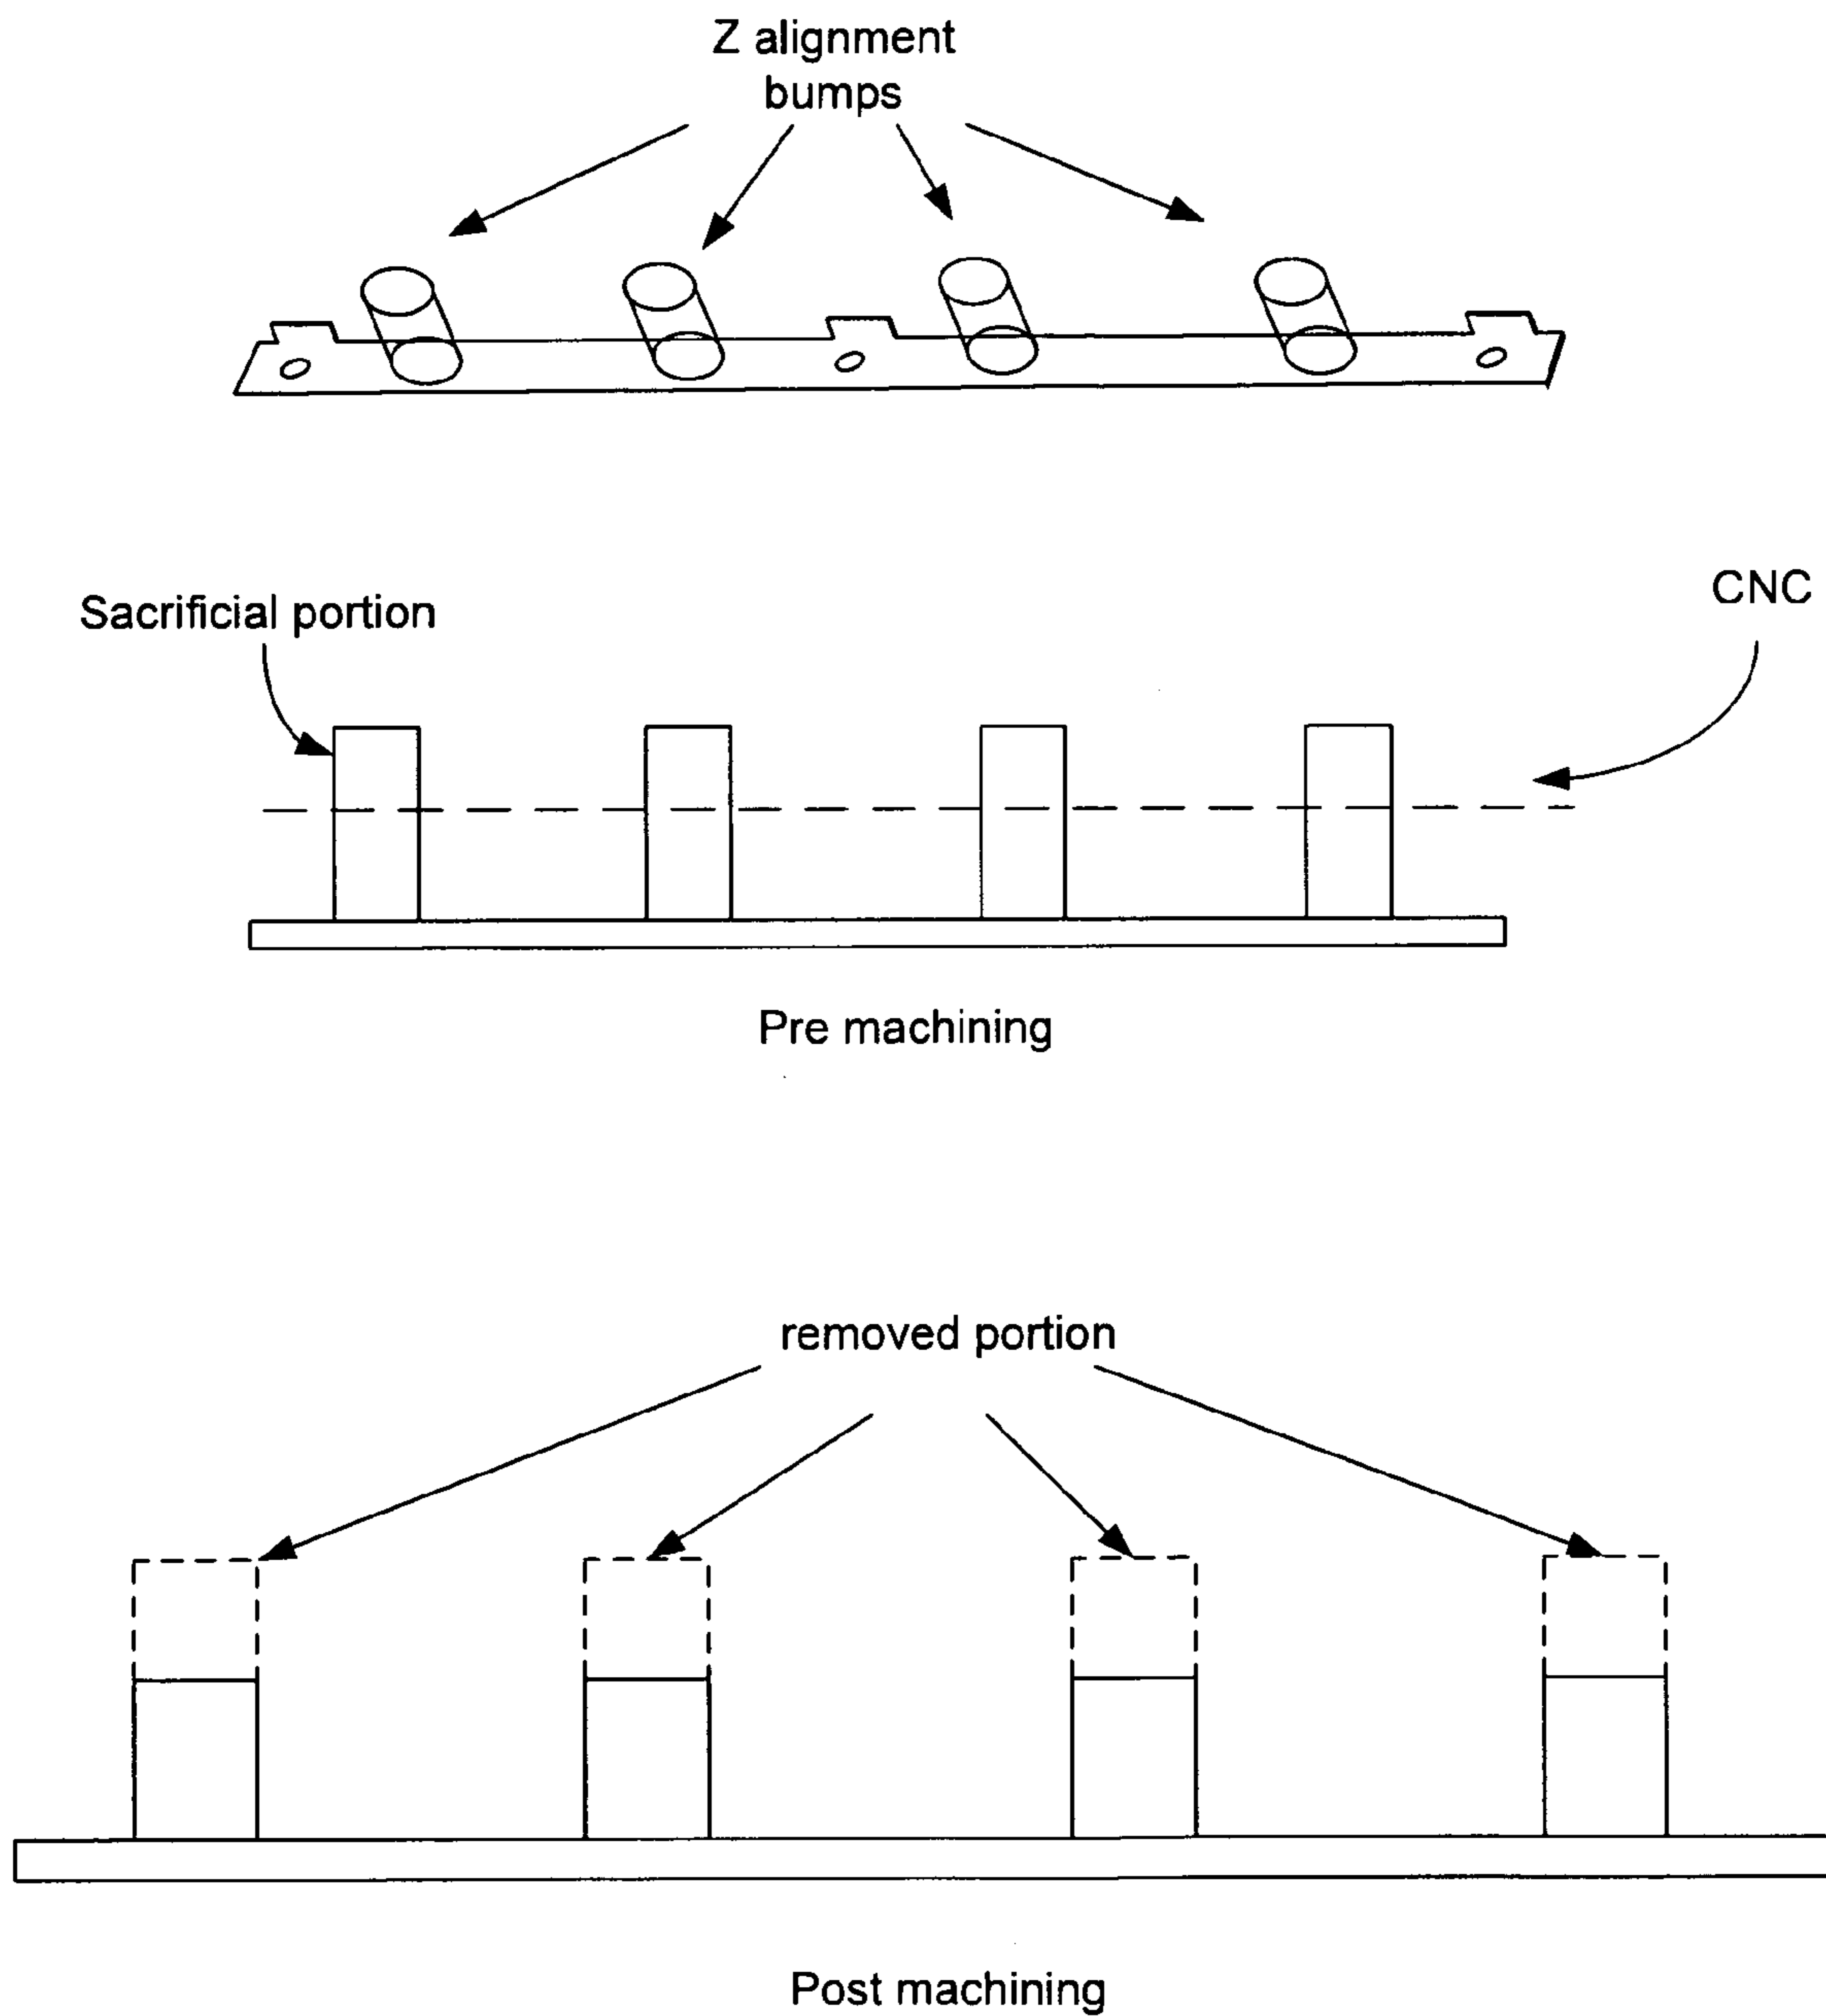 Z alignment
bumps
Sacrificial portion
CNC
Pre machining
removed portion
Post machining